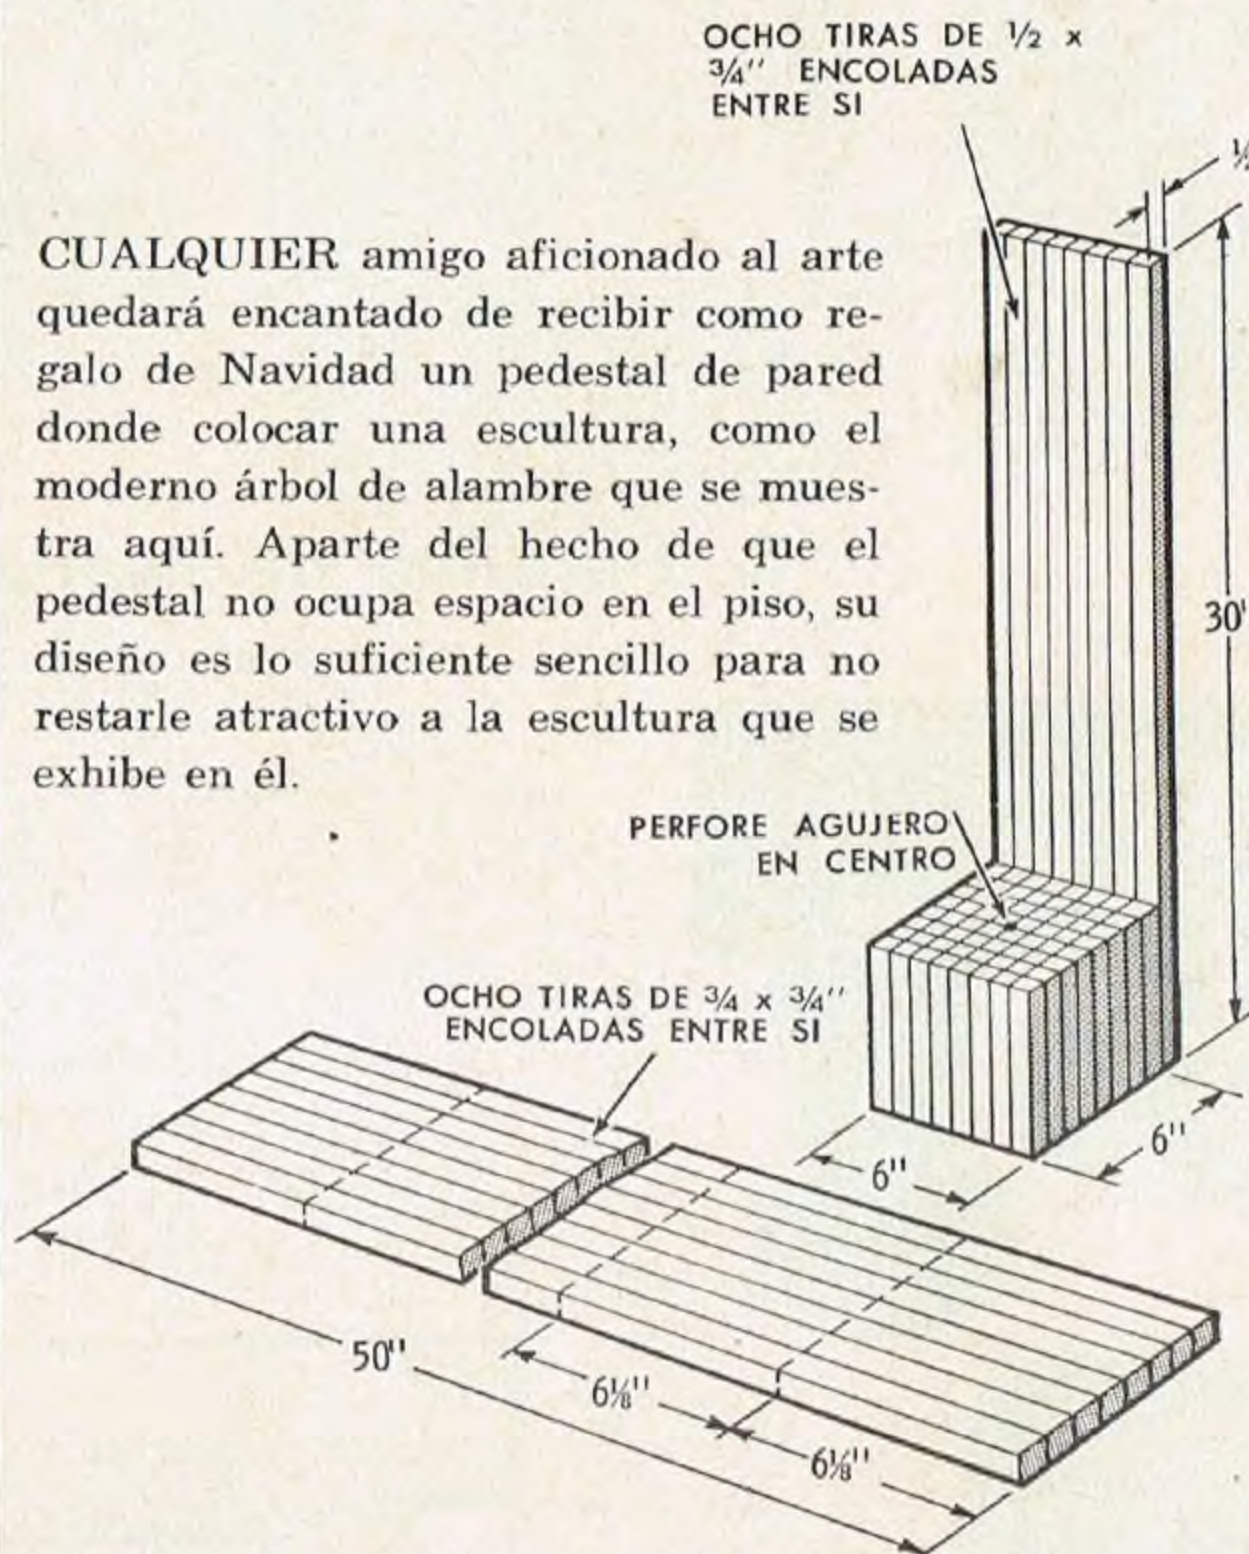 OCHO TIRAS DE ½ x
¾" ENCOLADAS
ENTRE SI
CUALQUIER amigo aficionado al arte
quedará encantado de recibir como re-
galo de Navidad un pedestal de pared
donde colocar una escultura, como el
moderno árbol de alambre que se mues-
tra aquí. Aparte del hecho de que el
pedestal no ocupa espacio en el piso, su
diseño es lo suficiente sencillo para no
restarle atractivo a la escultura que se
exhibe en él.
30'
PERFORE AGUJERO
EN CENTRO
OCHO TIRAS DE ¾ x ¾"
ENCOLADAS ENTRE SI
6"
6"
50"
6⅛"
6⅛"